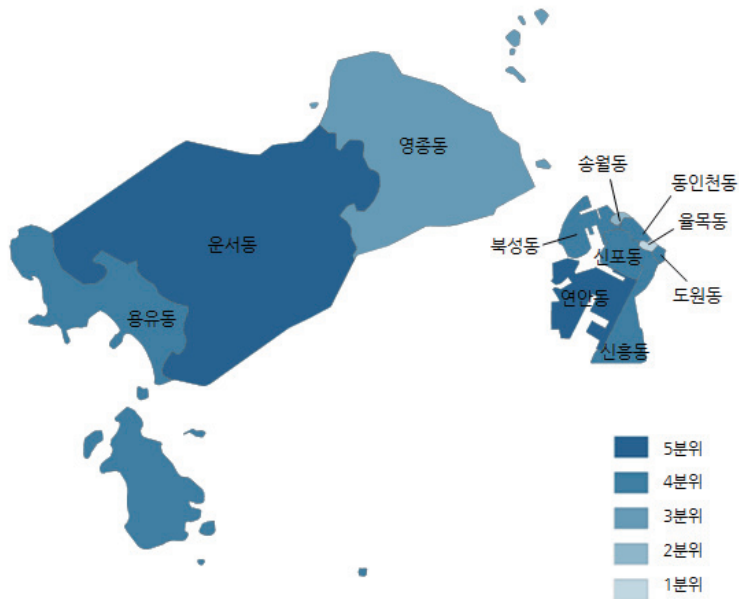 영종동
송월동
동인천동
율목동
운서동
북성동
신포동
도원동
연안동
용유동
신흥동
5분위
4분위
3분위
2분위
1분위